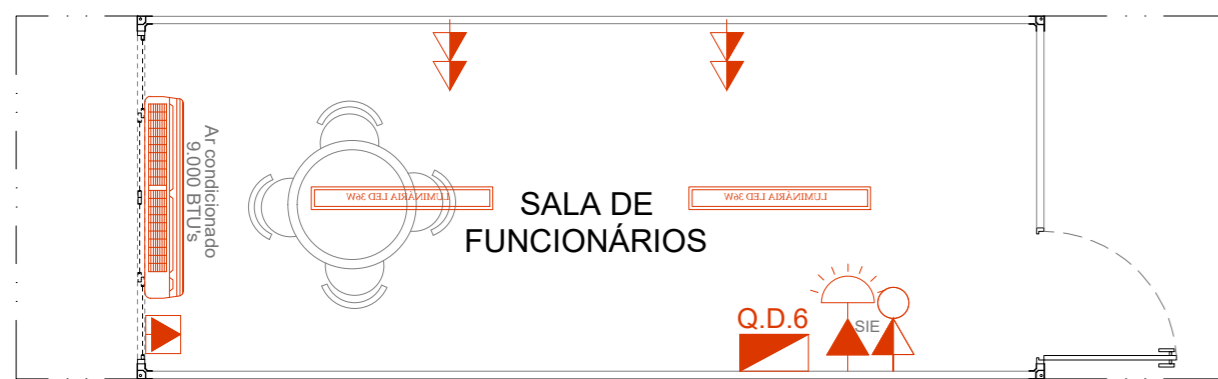 Ar condicionado
9.000 BTU's
LUMINÁRIA LED 36W
LUMINÁRIA LED 36W
SALA DE
FUNCIONÁRIOS
Q.D.6
SIE